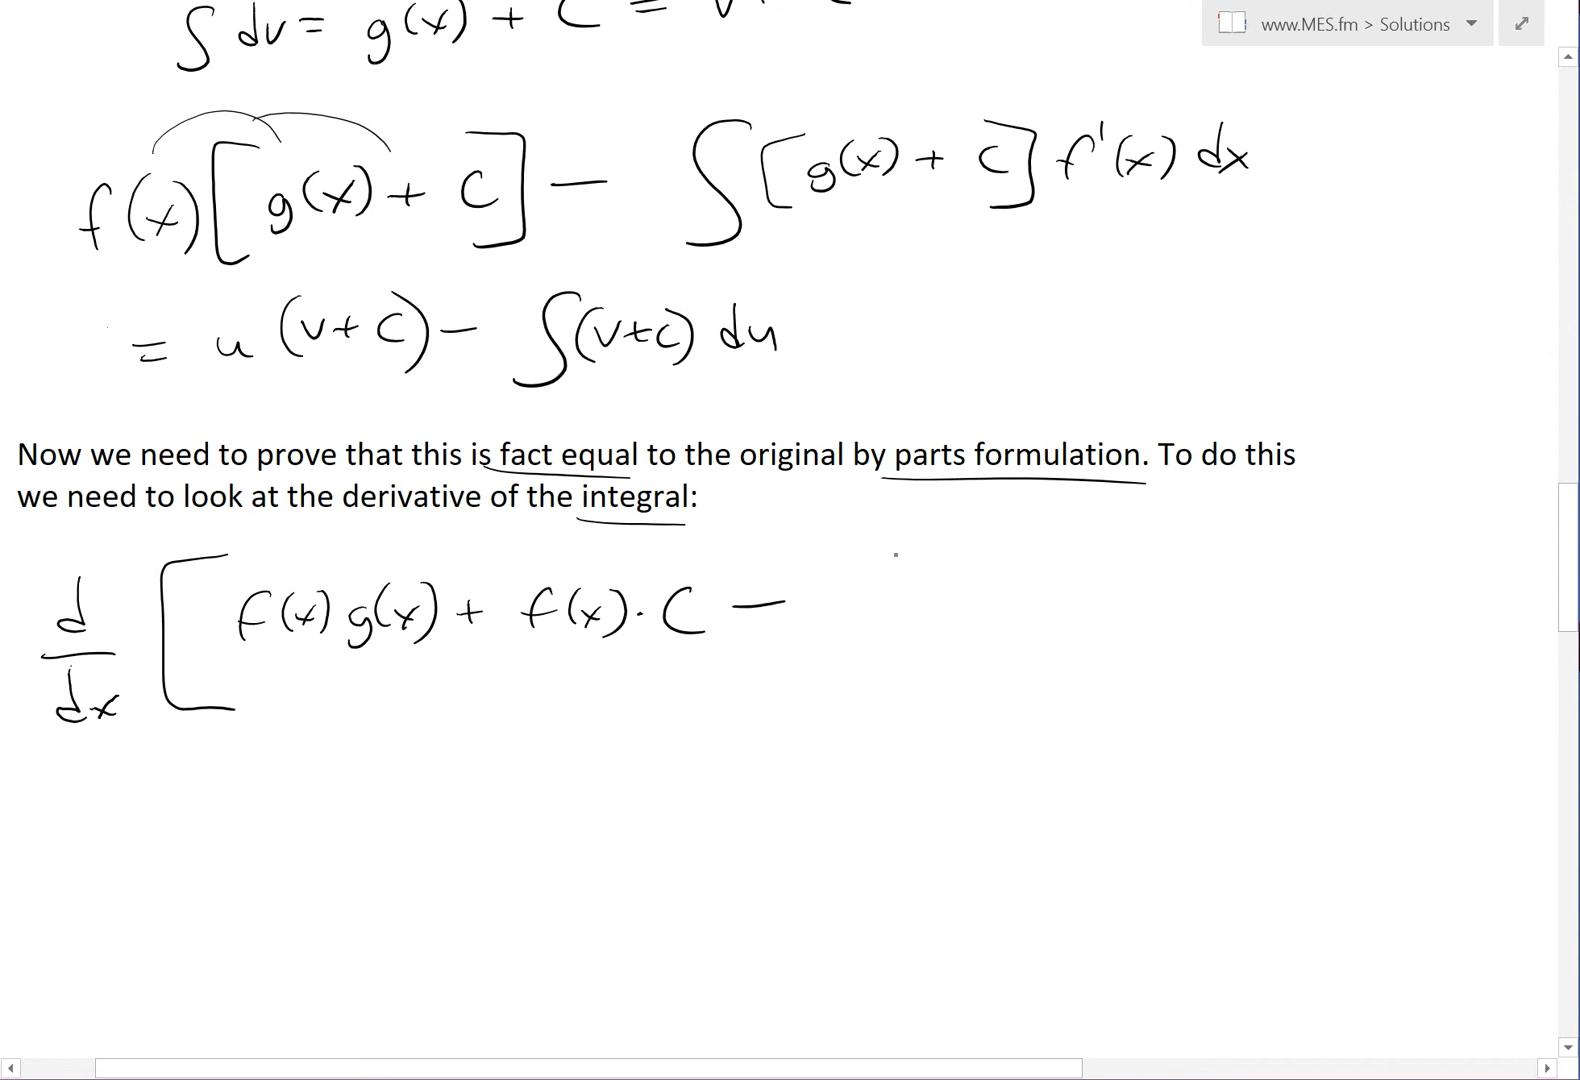 www.MES.fm > Solutions
∫ dv = g(x) + C = v + C
f(x)[g(x) + C] − ∫[g(x) + C] f'(x) dx
= u (v + C) − ∫(v + C) du
Now we need to prove that this is fact equal to the original by parts formulation. To do this
we need to look at the derivative of the integral:
d/dx [ f(x) g(x) + f(x) · C −